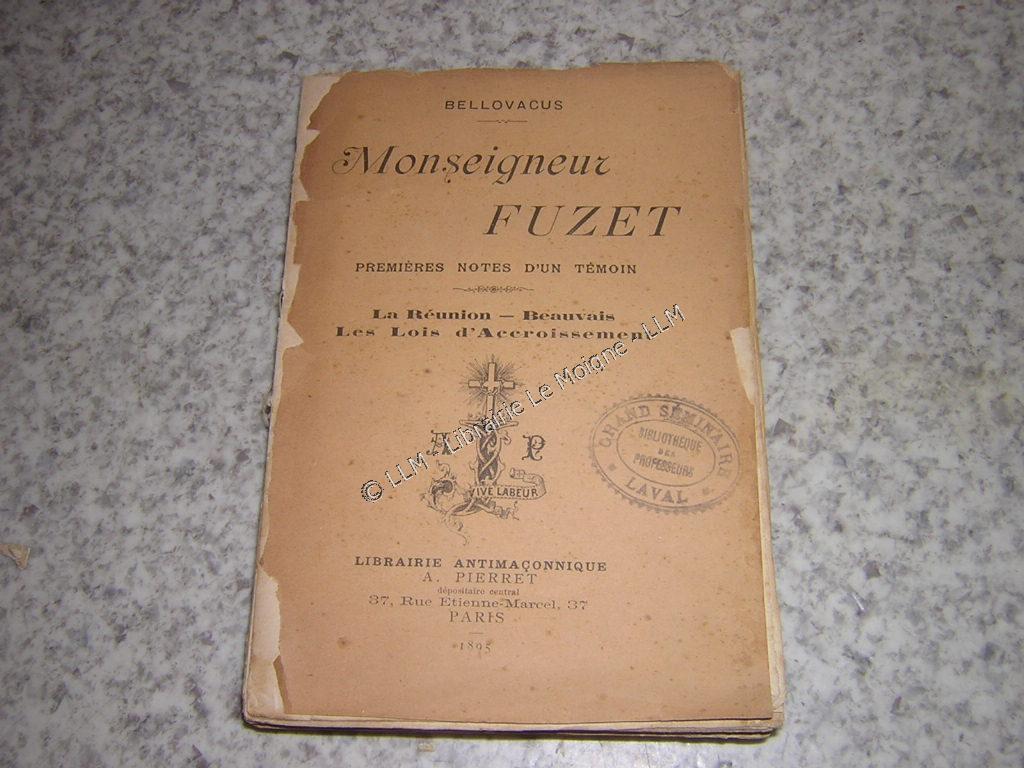 BELLOVACUS
Monseigneur
FUZET
PREMIÈRES NOTES D'UN TÉMOIN
La Réunion — Beauvais
Les Lois d'Accroissement
A P
VIVE LABEUR
GRAND SÉMINAIRE
BIBLIOTHÈQUE
DES
PROFESSEURS
LAVAL
© LLM - Librairie Le Moigne - LLM
LIBRAIRIE ANTIMAÇONNIQUE
A. PIERRET
dépositaire central
37, Rue Etienne-Marcel, 37
PARIS
1895